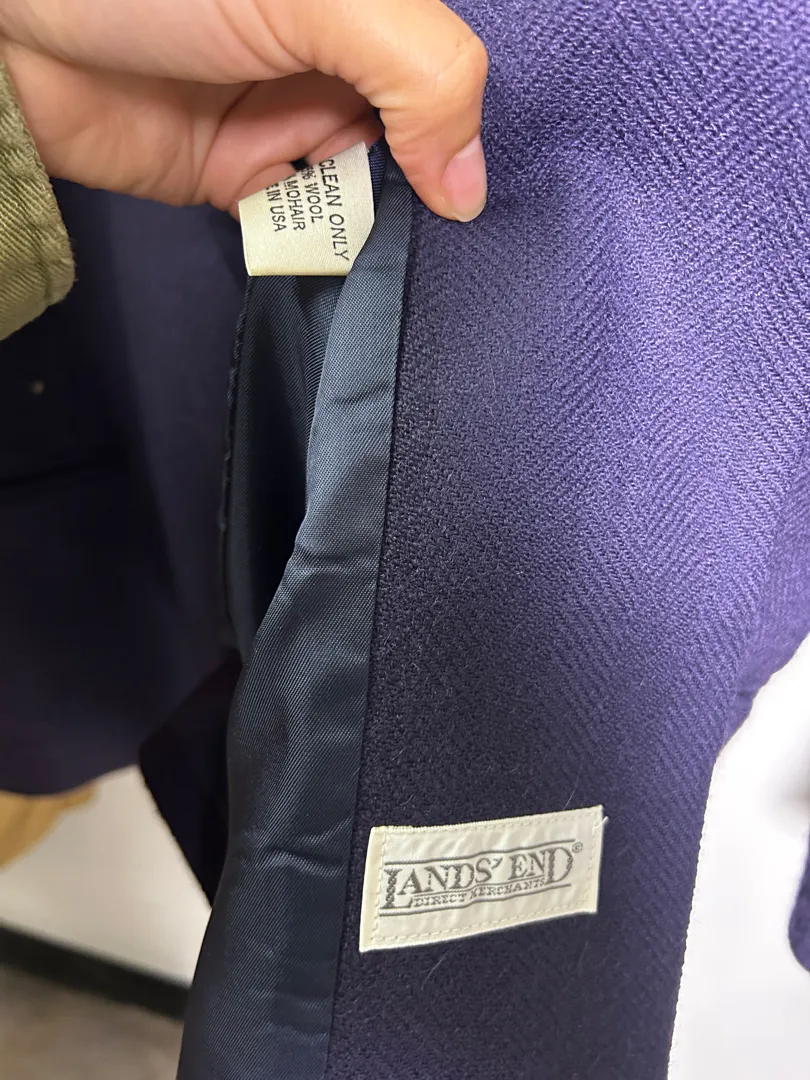 CLEAN ONLY
% WOOL
MOHAIR
IN USA
LANDS' END®
DIRECT MERCHANTS